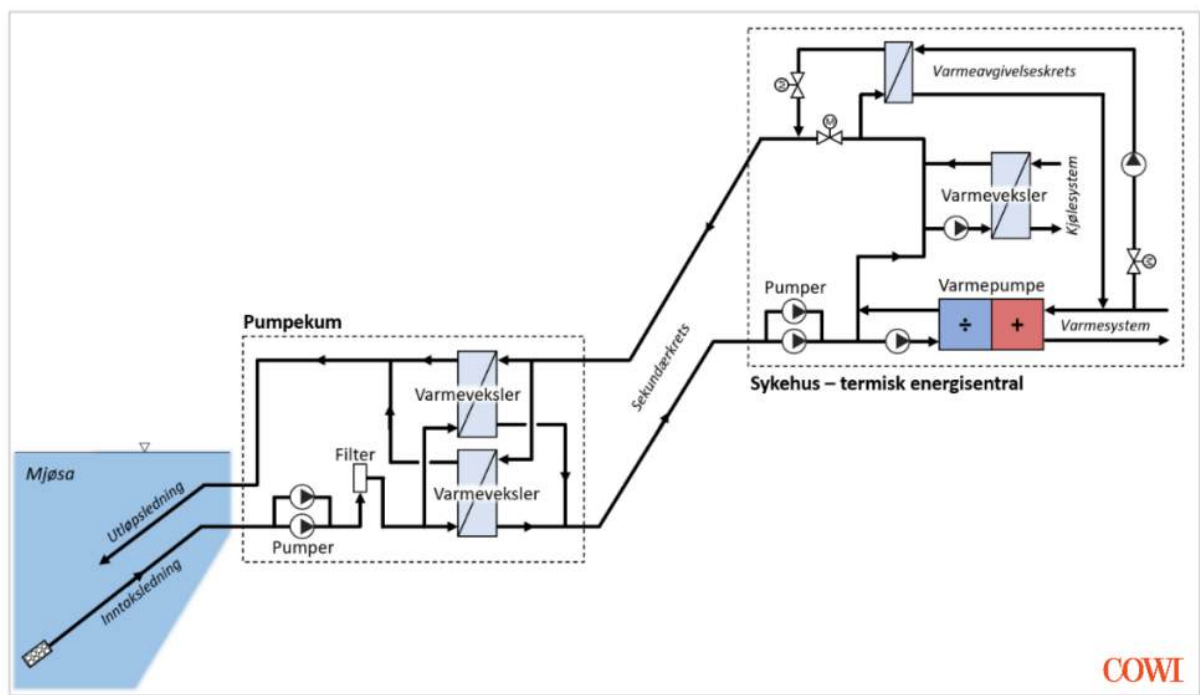 Varmeavgivelseskrets
M
M
Varmeveksler
Kjølesystem
M
Pumper
Varmepumpe
÷
+
Varmesystem
Sykehus – termisk energisentral
Sekundærkrets
Pumpekum
Varmeveksler
Filter
Varmeveksler
Pumper
Mjøsa
Utløpsledning
Inntaksledning
COWI